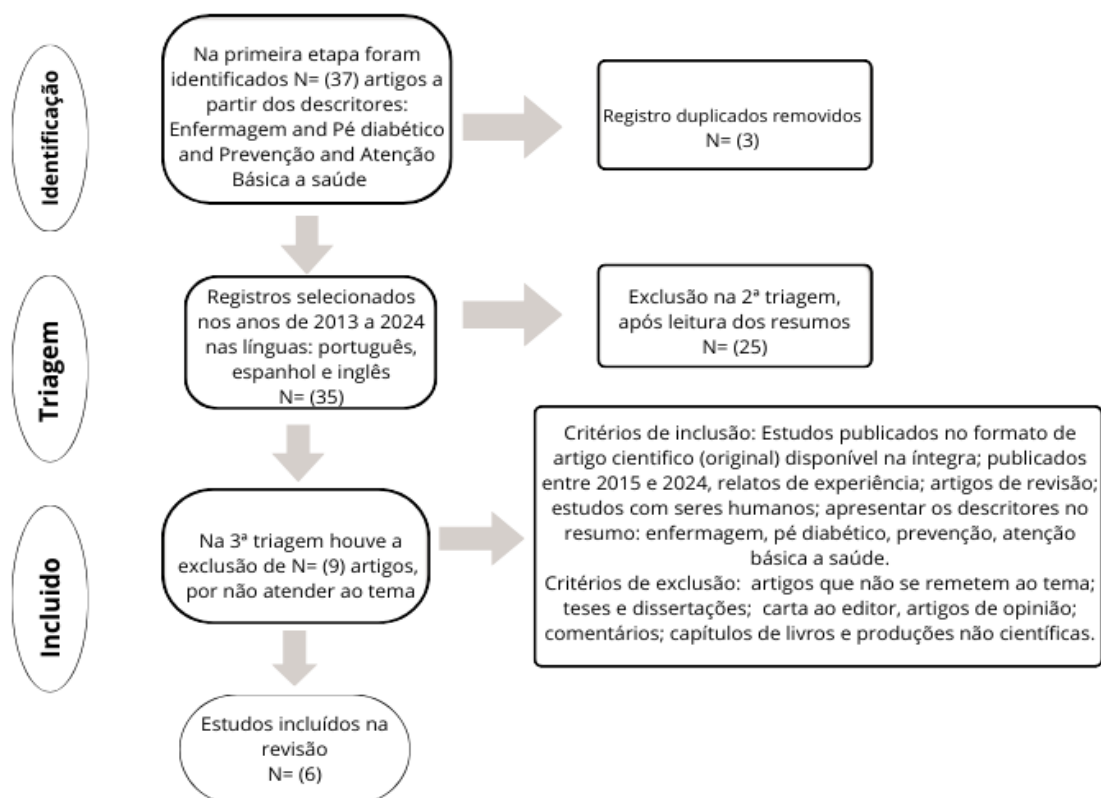 Identificação
Na primeira etapa foram
identificados N= (37) artigos a
partir dos descritores:
Enfermagem and Pé diabético
and Prevenção and Atenção
Básica a saúde
Registro duplicados removidos
N= (3)
Triagem
Registros selecionados
nos anos de 2013 a 2024
nas línguas: português,
espanhol e inglês
N= (35)
Exclusão na 2ª triagem,
após leitura dos resumos
N= (25)
Incluido
Na 3ª triagem houve a
exclusão de N= (9) artigos,
por não atender ao tema
Critérios de inclusão: Estudos publicados no formato de
artigo cientifico (original) disponível na íntegra; publicados
entre 2015 e 2024, relatos de experiência; artigos de revisão;
estudos com seres humanos; apresentar os descritores no
resumo: enfermagem, pé diabético, prevenção, atenção
básica a saúde.
Critérios de exclusão: artigos que não se remetem ao tema;
teses e dissertações; carta ao editor, artigos de opinião;
comentários; capítulos de livros e produções não científicas.
Estudos incluídos na
revisão
N= (6)